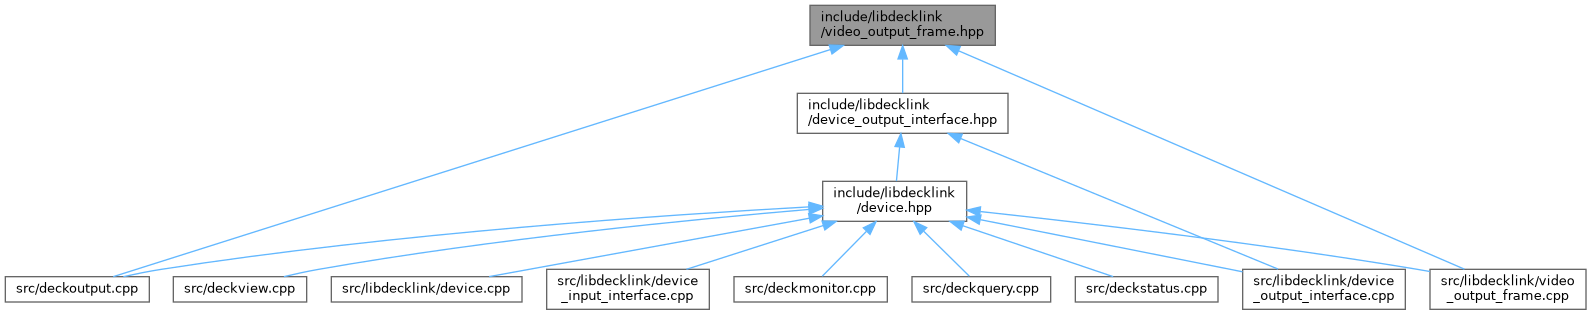 include/libdecklink
/video_output_frame.hpp
include/libdecklink
/device_output_interface.hpp
include/libdecklink
/device.hpp
src/deckoutput.cpp
src/deckview.cpp
src/libdecklink/device.cpp
src/libdecklink/device
_input_interface.cpp
src/deckmonitor.cpp
src/deckquery.cpp
src/deckstatus.cpp
src/libdecklink/device
_output_interface.cpp
src/libdecklink/video
_output_frame.cpp